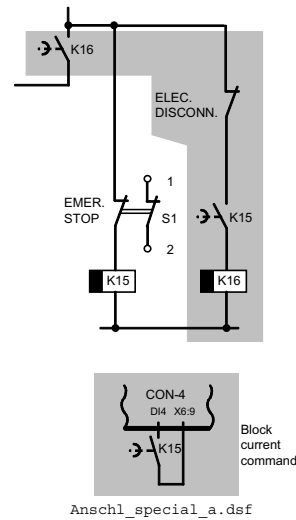 K16
ELEC.
DISCONN.
1
EMER.
STOP
S1
K15
2
K15
K16
CON-4
DI4 X6:9
K15
Block
current
command
Anschl_special_a.dsf